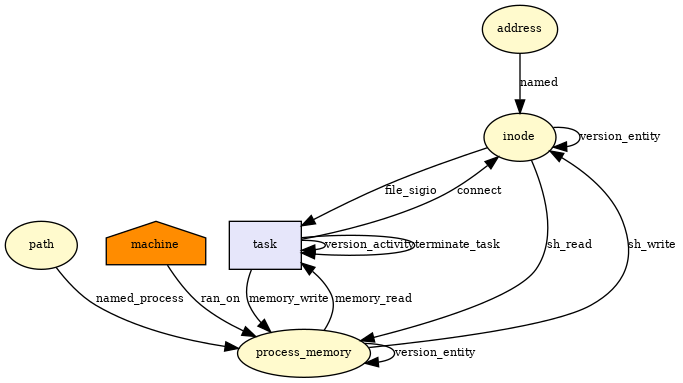 address
named
inode
version_entity
file_sigio
connect
path
machine
task
version_activity
terminate_task
sh_read
sh_write
named_process
ran_on
memory_write
memory_read
process_memory
version_entity